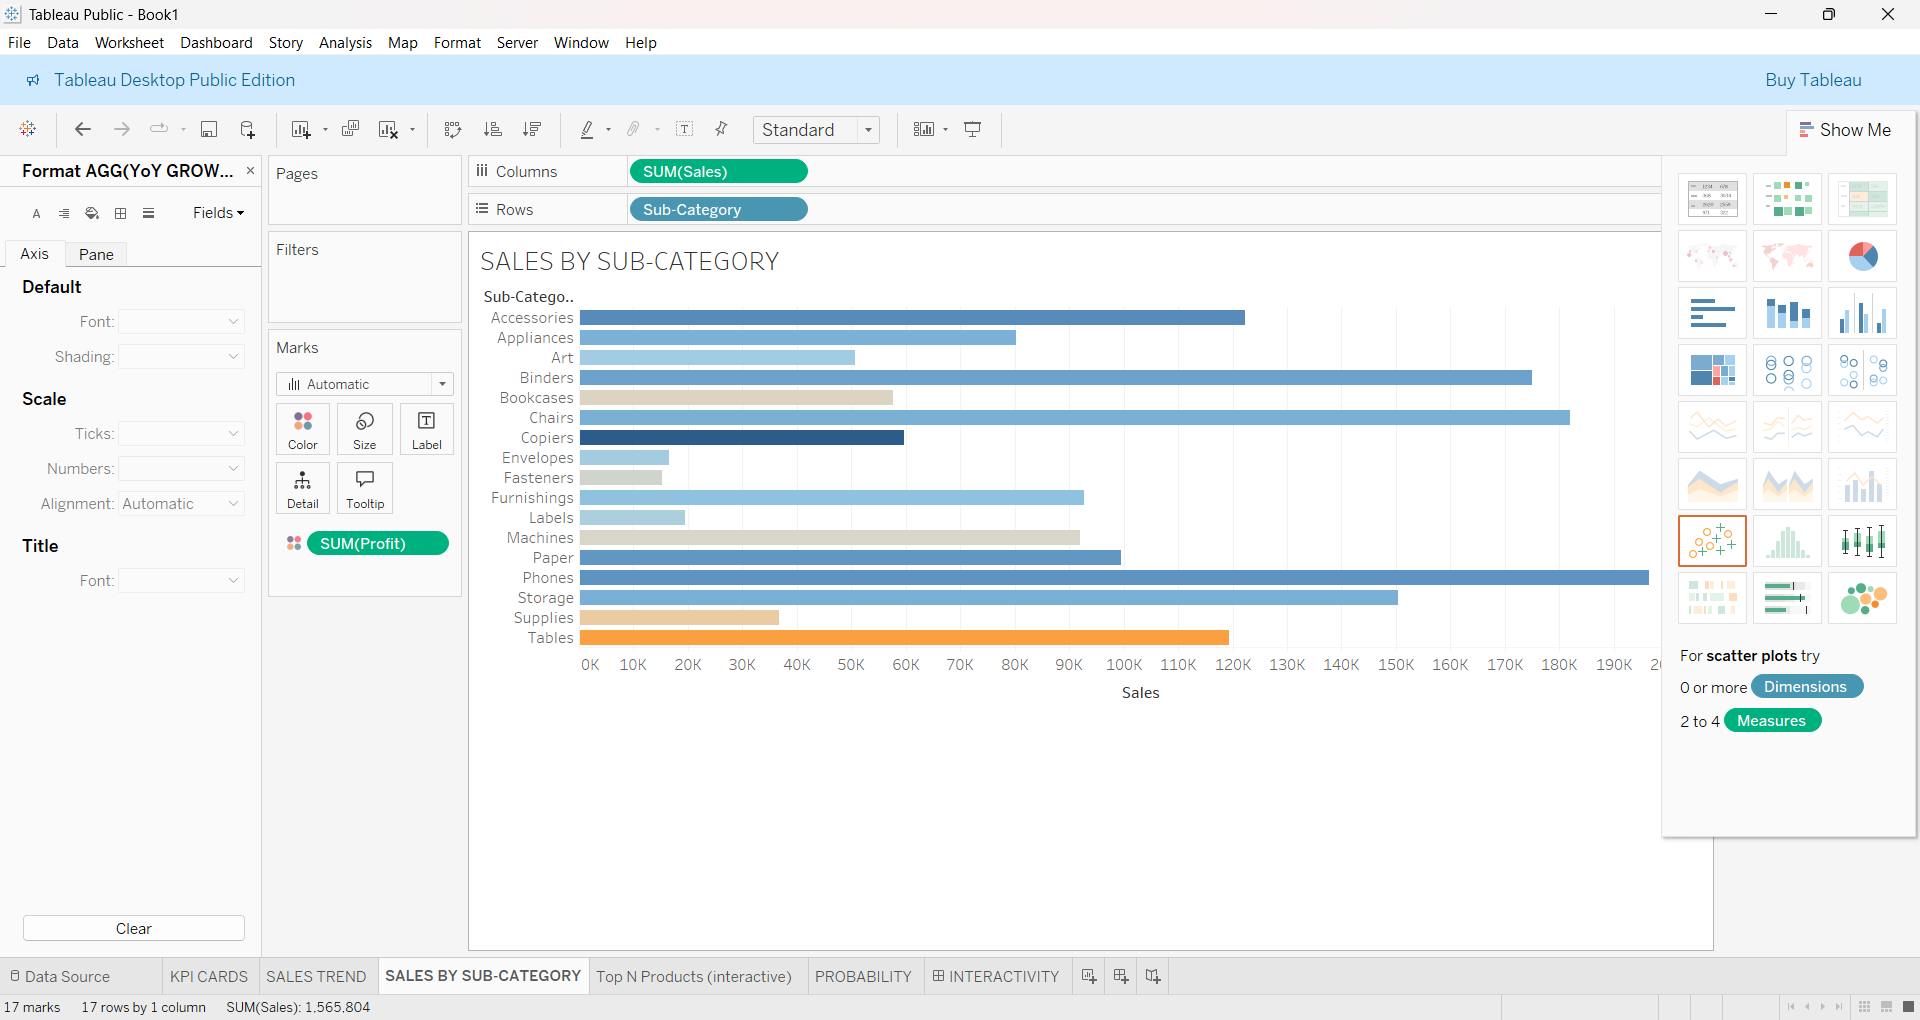 Tableau Public - Book1
File Data Worksheet Dashboard Story Analysis Map Format Server Window Help
Tableau Desktop Public Edition
Buy Tableau
Standard
Show Me
Format AGG(YoY GROW...
Fields
Axis Pane
Default
Font:
Shading:
Scale
Ticks:
Numbers:
Alignment: Automatic
Title
Font:
Clear
Pages
Filters
Marks
Automatic
Color Size Label
Detail Tooltip
SUM(Profit)
Columns SUM(Sales)
Rows Sub-Category
SALES BY SUB-CATEGORY
Sub-Catego..
Accessories
Appliances
Art
Binders
Bookcases
Chairs
Copiers
Envelopes
Fasteners
Furnishings
Labels
Machines
Paper
Phones
Storage
Supplies
Tables
0K 10K 20K 30K 40K 50K 60K 70K 80K 90K 100K 110K 120K 130K 140K 150K 160K 170K 180K 190K
Sales
For scatter plots try
0 or more Dimensions
2 to 4 Measures
Data Source KPI CARDS SALES TREND SALES BY SUB-CATEGORY Top N Products (interactive) PROBABILITY INTERACTIVITY
17 marks 17 rows by 1 column SUM(Sales): 1,565,804